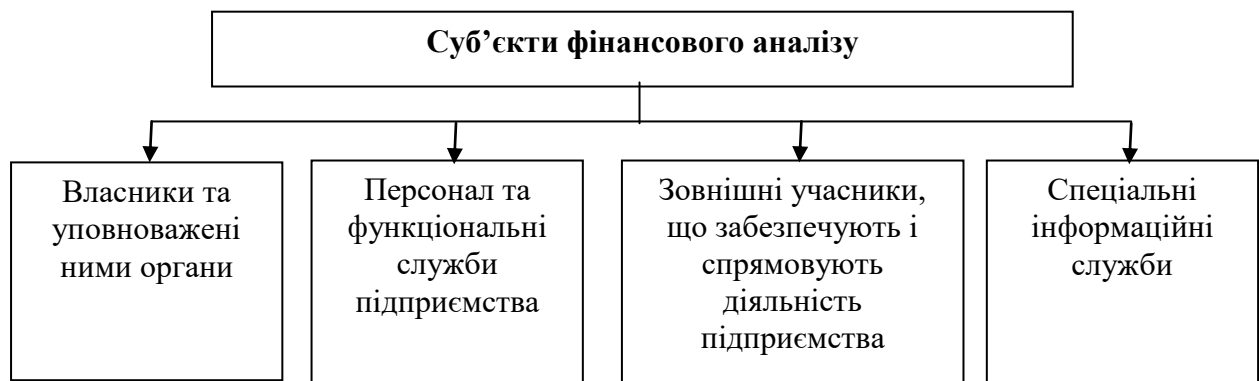 Суб’єкти фінансового аналізу
Власники та
уповноважені
ними органи
Персонал та
функціональні
служби
підприємства
Зовнішні учасники,
що забезпечують і
спрямовують
діяльність
підприємства
Спеціальні
інформаційні
служби